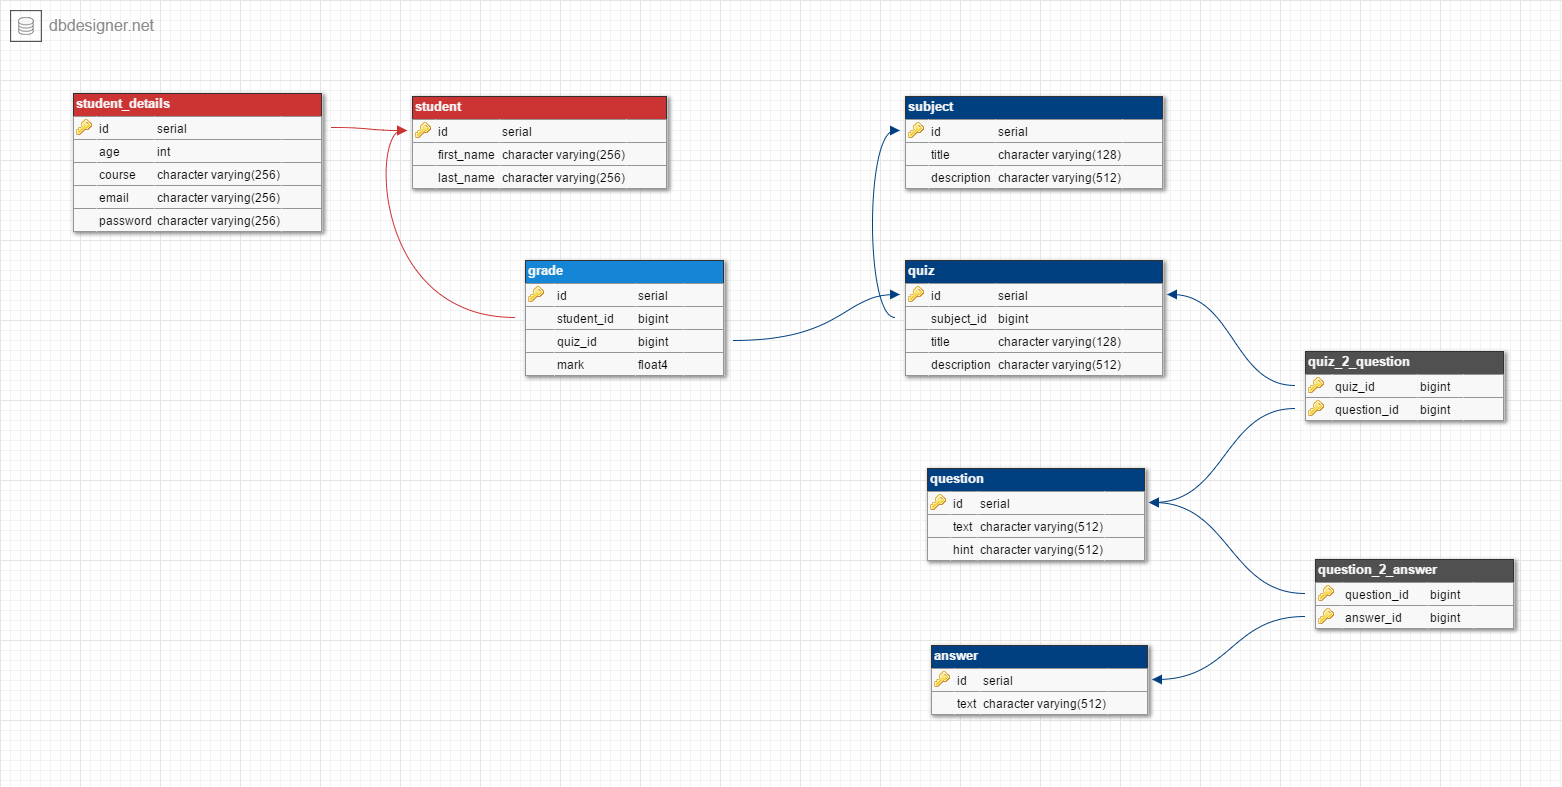 dbdesigner.net
student_details
id serial
age int
course character varying(256)
email character varying(256)
password character varying(256)
student
id serial
first_name character varying(256)
last_name character varying(256)
subject
id serial
title character varying(128)
description character varying(512)
grade
id serial
student_id bigint
quiz_id bigint
mark float4
quiz
id serial
subject_id bigint
title character varying(128)
description character varying(512)
quiz_2_question
quiz_id bigint
question_id bigint
question
id serial
text character varying(512)
hint character varying(512)
question_2_answer
question_id bigint
answer_id bigint
answer
id serial
text character varying(512)